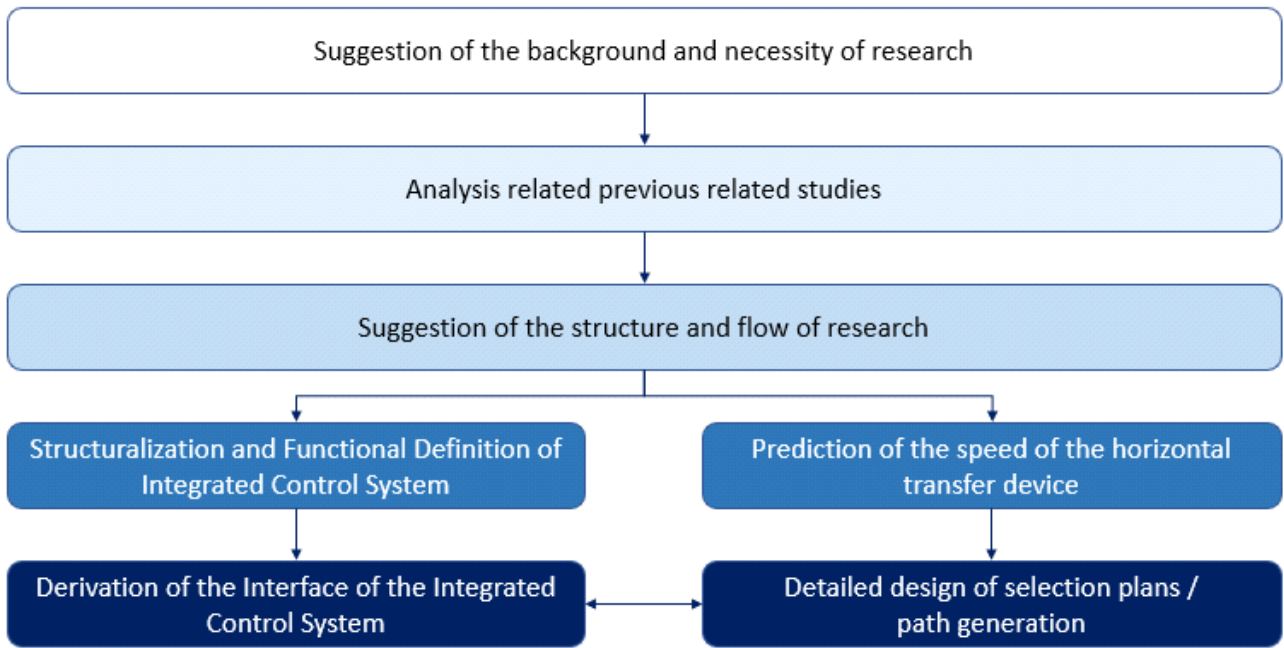 Suggestion of the background and necessity of research
Analysis related previous related studies
Suggestion of the structure and flow of research
Structuralization and Functional Definition of
Integrated Control System
Prediction of the speed of the horizontal
transfer device
Derivation of the Interface of the Integrated
Control System
Detailed design of selection plans /
path generation